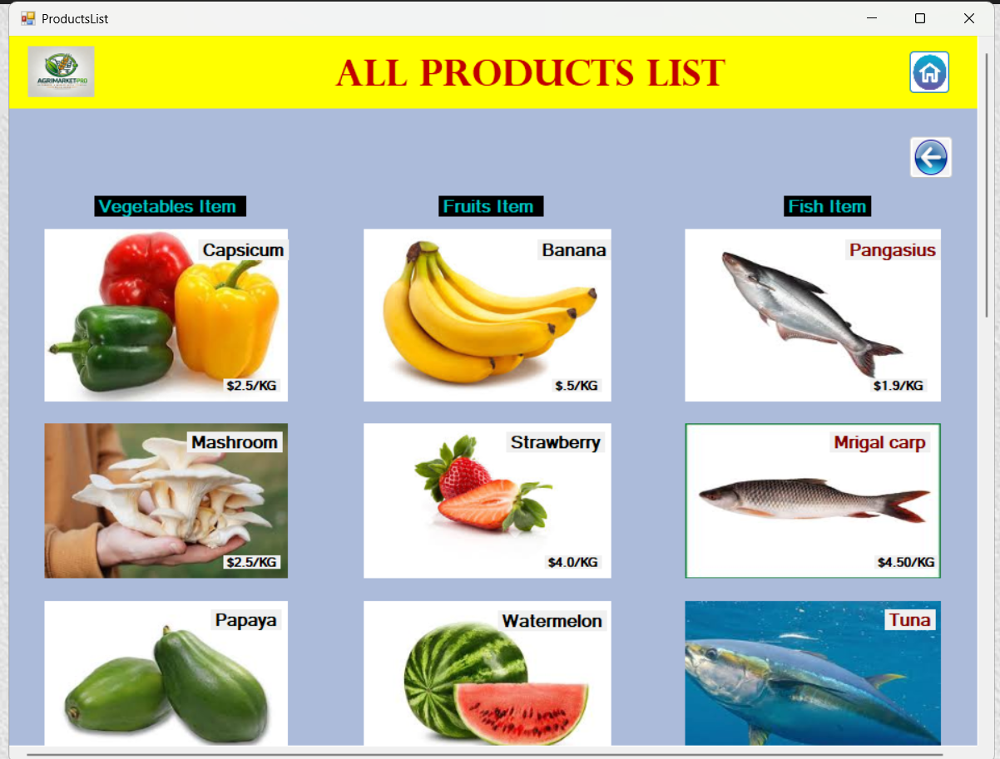 ProductsList
AGRIMARKETPRO
ALL PRODUCTS LIST
Vegetables Item
Fruits Item
Fish Item
Capsicum
Banana
Pangasius
$2.5/KG
$.5/KG
$1.9/KG
Mashroom
Strawberry
Mrigal carp
$2.5/KG
$4.0/KG
$4.50/KG
Papaya
Watermelon
Tuna